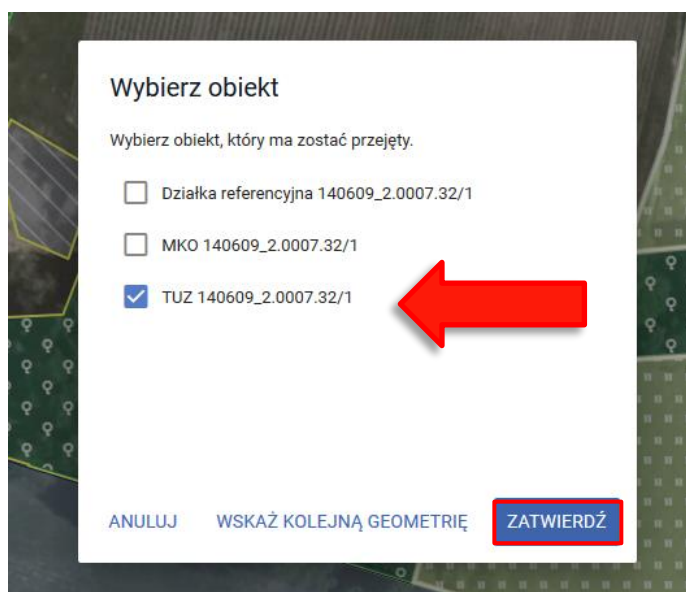 Wybierz obiekt
Wybierz obiekt, który ma zostać przejęty.
Działka referencyjna 140609_2.0007.32/1
MKO 140609_2.0007.32/1
TUZ 140609_2.0007.32/1
ANULUJ WSKAŻ KOLEJNĄ GEOMETRIĘ ZATWIERDŹ